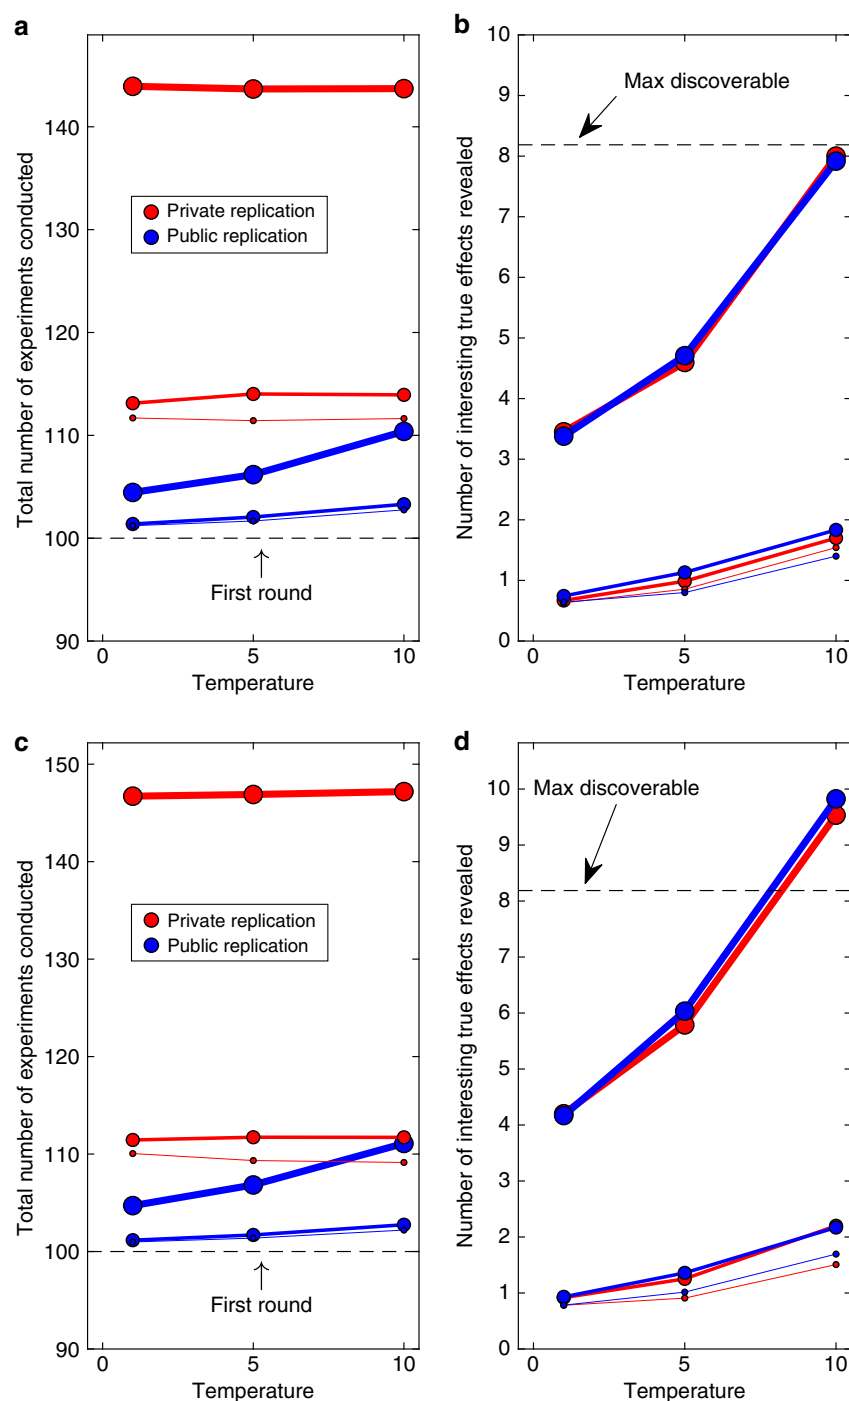 a
Total number of experiments conducted
140
130
120
110
100
90
Private replication
Public replication
First round
0
5
10
Temperature
b
Number of interesting true effects revealed
10
9
8
7
6
5
4
3
2
1
0
Max discoverable
0
5
10
Temperature
c
Total number of experiments conducted
150
140
130
120
110
100
90
Private replication
Public replication
First round
0
5
10
Temperature
d
Number of interesting true effects revealed
10
9
8
7
6
5
4
3
2
1
0
Max discoverable
0
5
10
Temperature